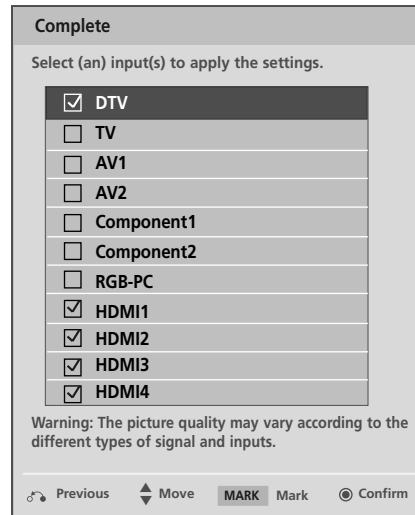 Complete
Select (an) input(s) to apply the settings.
DTV
TV
AV1
AV2
Component1
Component2
RGB-PC
HDMI1
HDMI2
HDMI3
HDMI4
Warning: The picture quality may vary according to the
different types of signal and inputs.
Previous Move MARK Mark Confirm